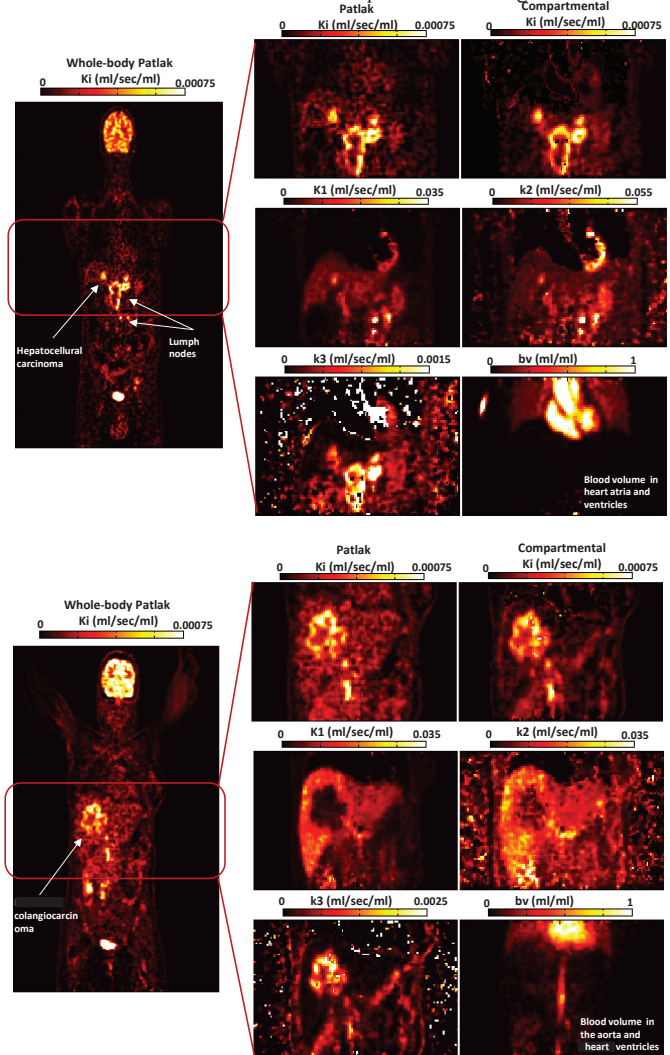 Patlak
Compartmental
Ki (ml/sec/ml)
Ki (ml/sec/ml)
0 0.00075
0 0.00075
Whole-body Patlak
Ki (ml/sec/ml)
0 0.00075
K1 (ml/sec/ml)
0 0.035
k2 (ml/sec/ml)
0 0.055
Hepatocellural
carcinoma
Lumph
nodes
k3 (ml/sec/ml)
0 0.0015
bv (ml/ml)
0 1
Blood volume in
heart atria and
ventricles
Patlak
Compartmental
Ki (ml/sec/ml)
Ki (ml/sec/ml)
0 0.00075
0 0.00075
Whole-body Patlak
Ki (ml/sec/ml)
0 0.00075
K1 (ml/sec/ml)
0 0.035
k2 (ml/sec/ml)
0 0.035
colangiocarcin
oma
k3 (ml/sec/ml)
0 0.0025
bv (ml/ml)
0 1
Blood volume in
the aorta and
heart ventricles